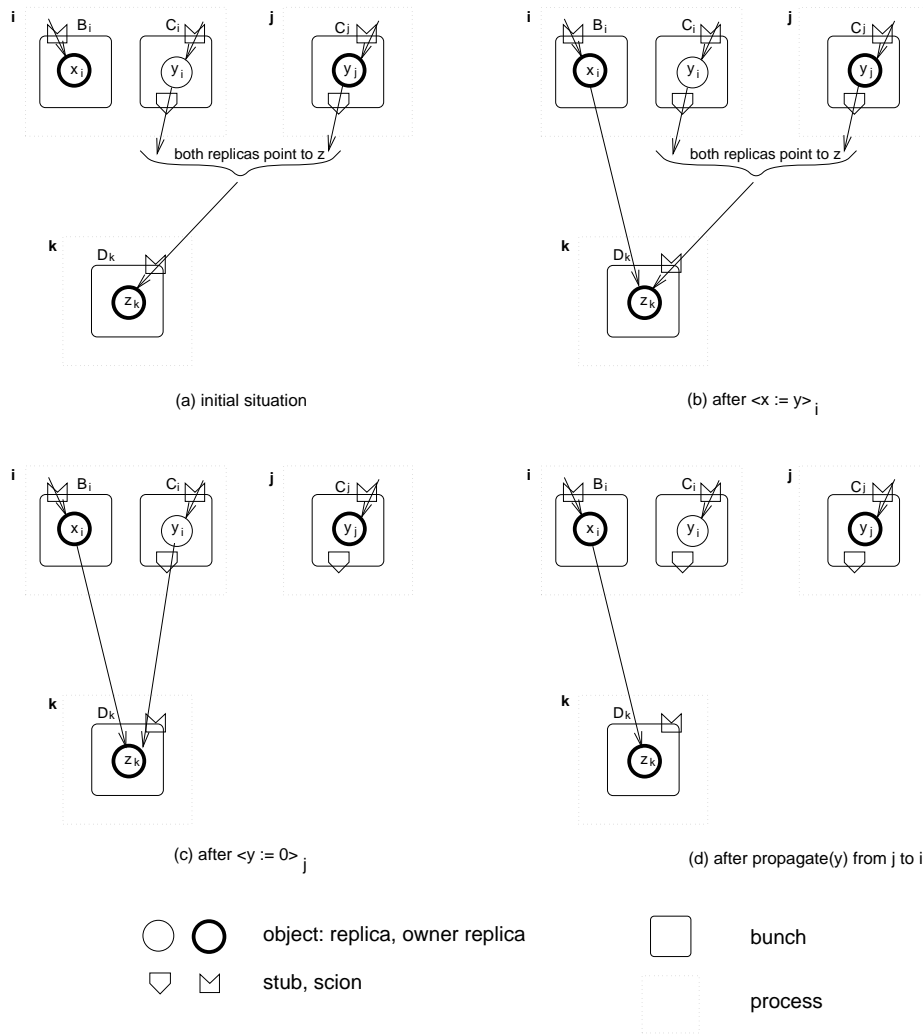 i
B i
C i
j
C j
x i
y i
y j
both replicas point to z
k
D k
z k
(a) initial situation
i
B i
C i
j
C j
x i
y i
y j
both replicas point to z
k
D k
z k
(b) after <x := y> i
i
B i
C i
j
C j
x i
y i
y j
k
D k
z k
(c) after <y := 0> j
i
B i
C i
j
C j
x i
y i
y j
k
D k
z k
(d) after propagate(y) from j to i
object: replica, owner replica
bunch
stub, scion
process